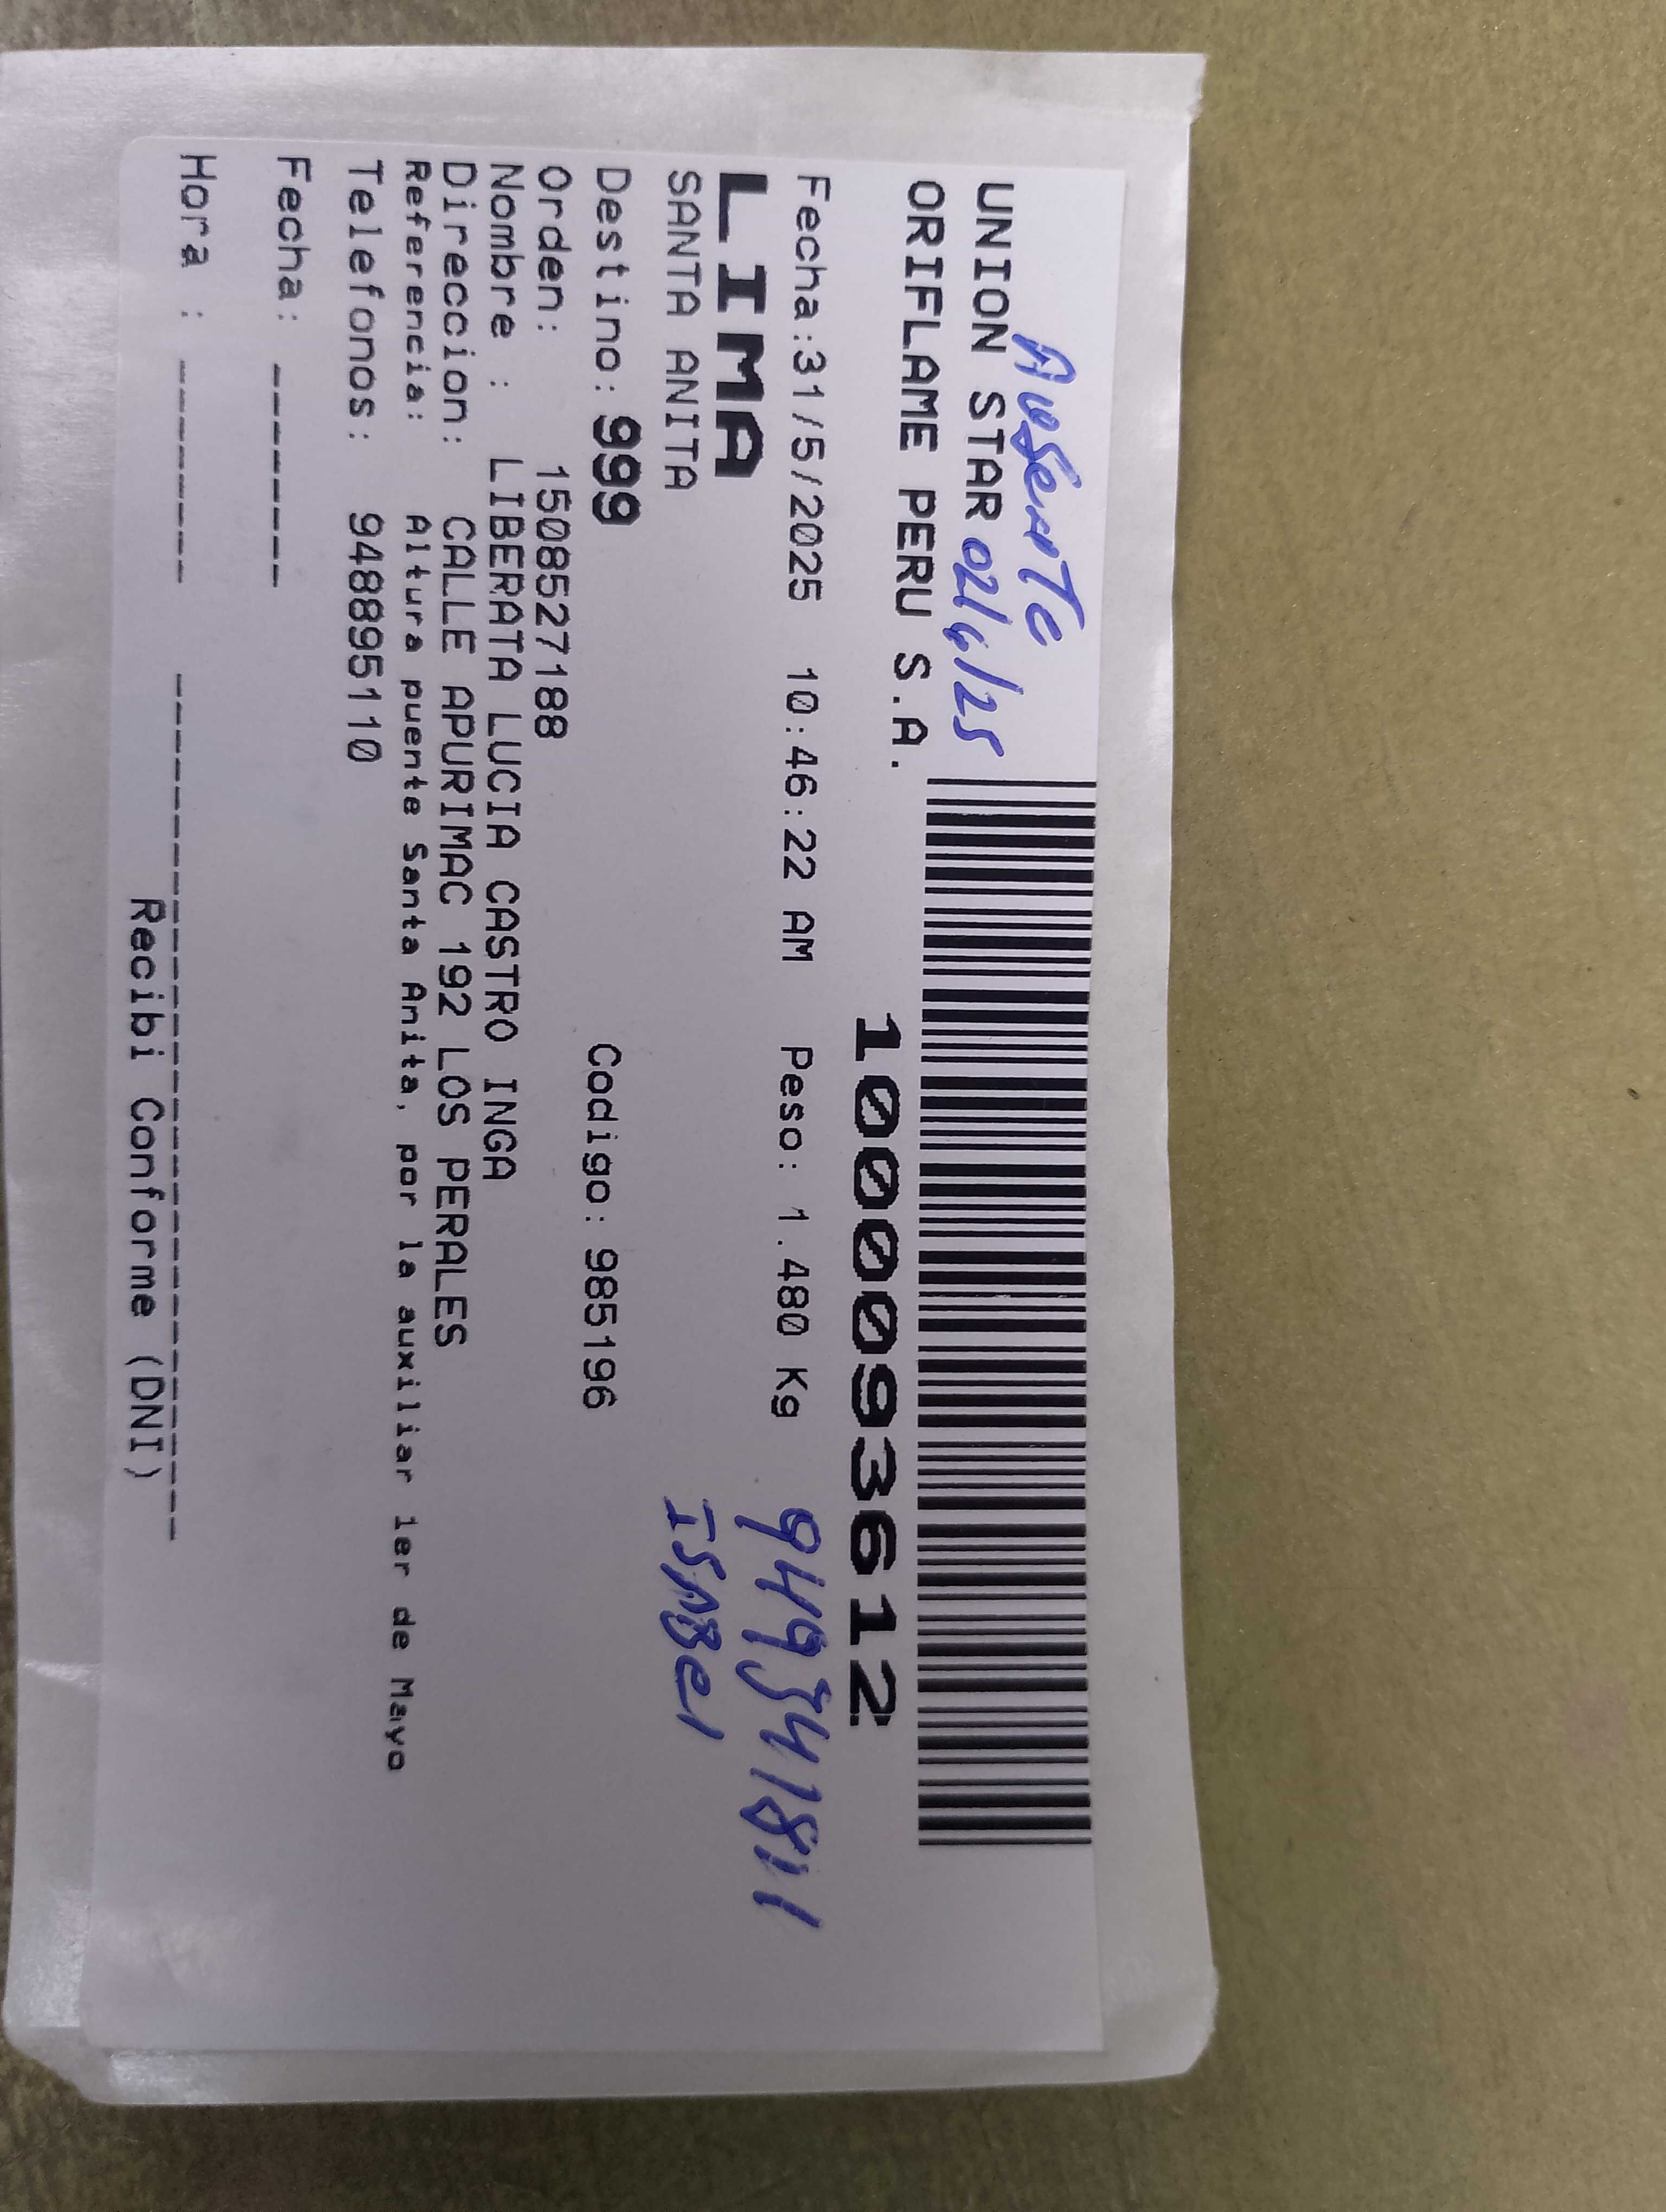 Ausente
UNION STAR 02/6/25
ORIFLAME PERU S.A.
10000936612
Fecha:31/5/2025 10:46:22 AM Peso: 1.480 Kg
LIMA
SANTA ANITA
949541811
ISABel
Destino: 999 Codigo: 985196
Orden: 1508527188
Nombre : LIBERATA LUCIA CASTRO INGA
Direccion: CALLE APURIMAC 192 LOS PERALES
Referencia: Altura puente Santa Anita, por la auxiliar 1er de Mayo
Telefonos: 948895110
Fecha: ------
Hora : ------
Recibi Conforme (DNI)